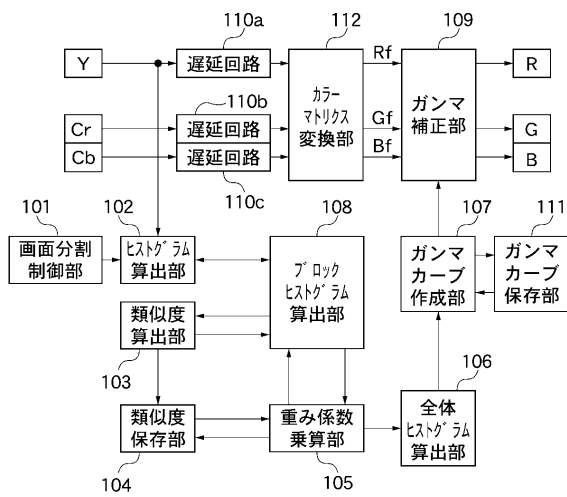 110a
112
109
Y
遅延回路
Rf
R
カラー
マトリクス
変換部
ガンマ
補正部
110b
Cr
遅延回路
Gf
G
Cb
遅延回路
Bf
B
110c
101
102
108
107
111
画面分割
制御部
ヒストグラム
算出部
ブロック
ヒストグラム
算出部
ガンマ
カーブ
作成部
ガンマ
カーブ
保存部
類似度
算出部
103
106
類似度
保存部
重み係数
乗算部
全体
ヒストグラム
算出部
104
105